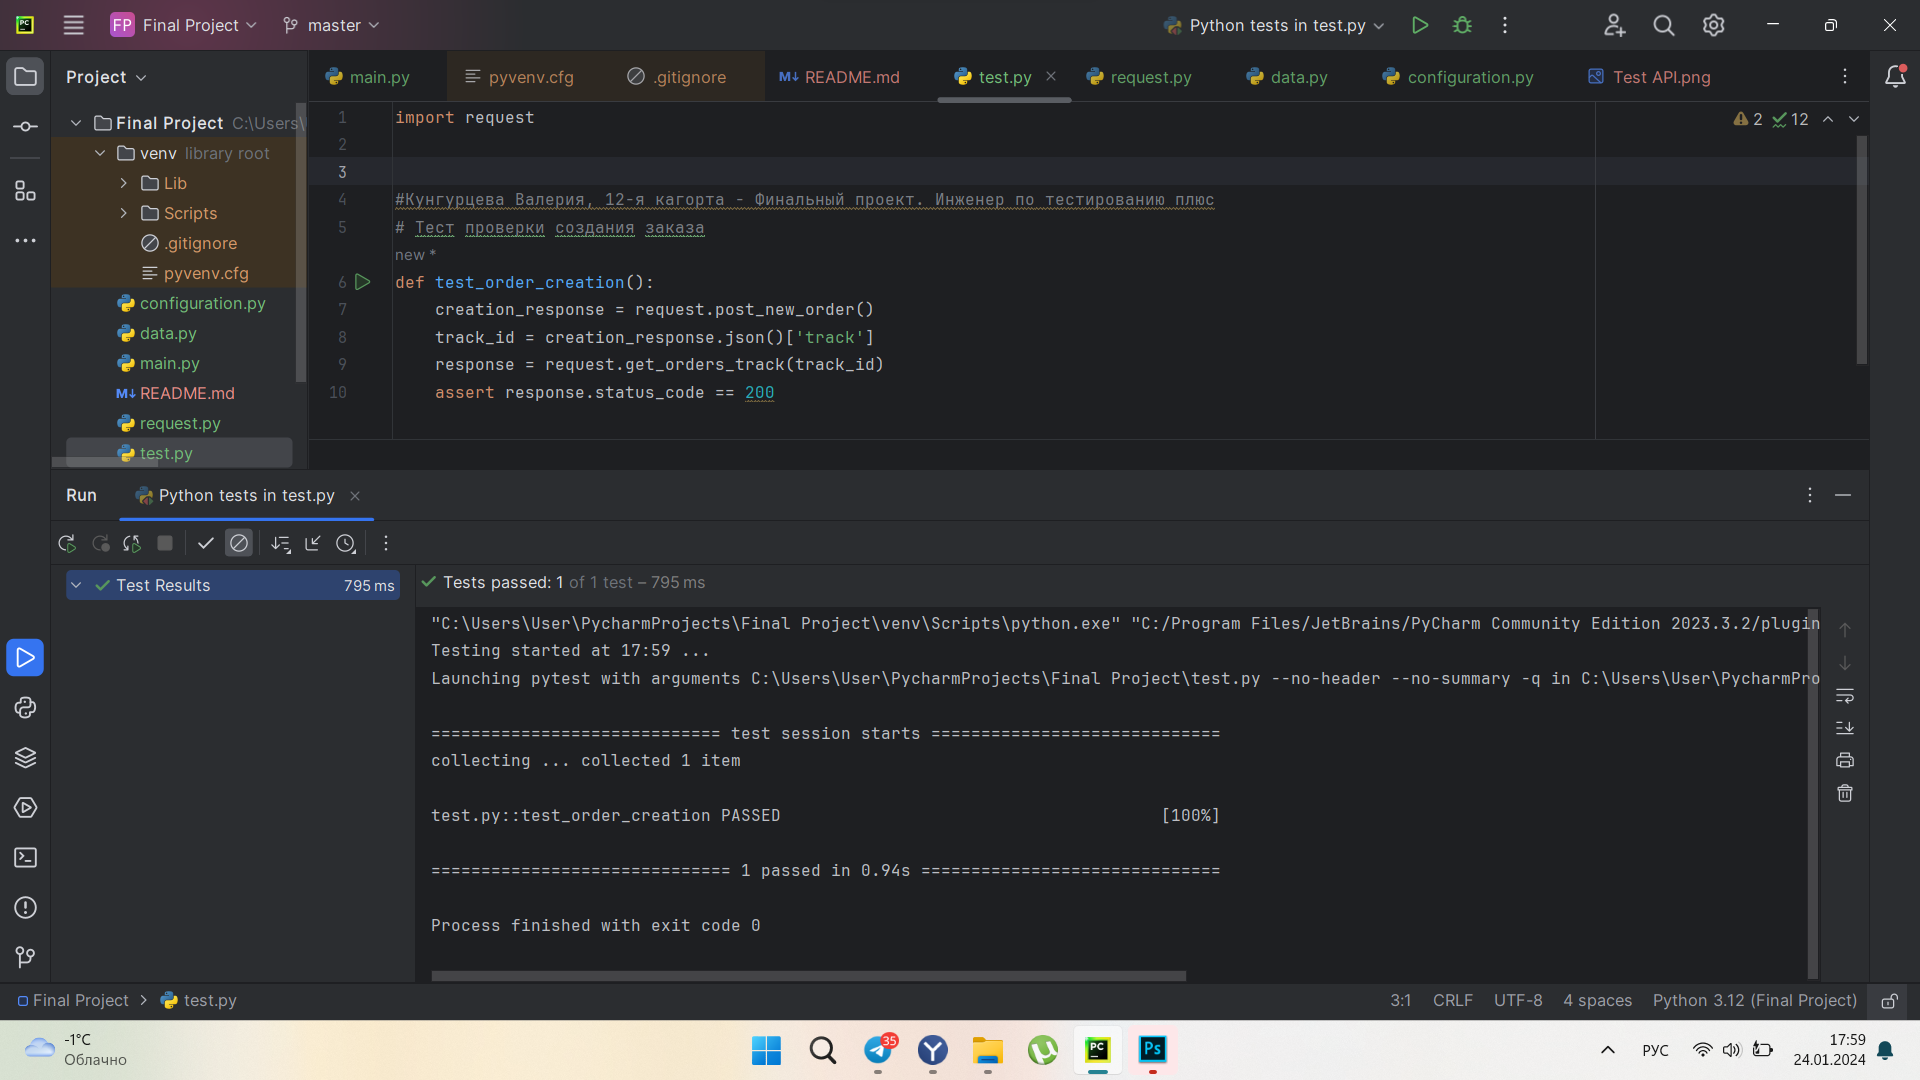 FP Final Project
master
Python tests in test.py
Project
main.py
pyvenv.cfg
.gitignore
README.md
test.py
request.py
data.py
configuration.py
Test API.png
Final Project C:\Users\
venv library root
Lib
Scripts
.gitignore
pyvenv.cfg
configuration.py
data.py
main.py
README.md
request.py
test.py
1 import request
2
3
4 #Кунгурцева Валерия, 12-я кагорта - Финальный проект. Инженер по тестированию плюс
5 # Тест проверки создания заказа
new *
6 def test_order_creation():
7 creation_response = request.post_new_order()
8 track_id = creation_response.json()['track']
9 response = request.get_orders_track(track_id)
10 assert response.status_code == 200
2 12
Run
Python tests in test.py
Test Results 795 ms
Tests passed: 1 of 1 test – 795 ms
"C:\Users\User\PycharmProjects\Final Project\venv\Scripts\python.exe" "C:/Program Files/JetBrains/PyCharm Community Edition 2023.3.2/plugin
Testing started at 17:59 ...
Launching pytest with arguments C:\Users\User\PycharmProjects\Final Project\test.py --no-header --no-summary -q in C:\Users\User\PycharmPro
============================= test session starts =============================
collecting ... collected 1 item
test.py::test_order_creation PASSED [100%]
============================== 1 passed in 0.94s ==============================
Process finished with exit code 0
Final Project > test.py
3:1 CRLF UTF-8 4 spaces Python 3.12 (Final Project)
-1°C
Облачно
35
PC
Ps
РУС
17:59
24.01.2024